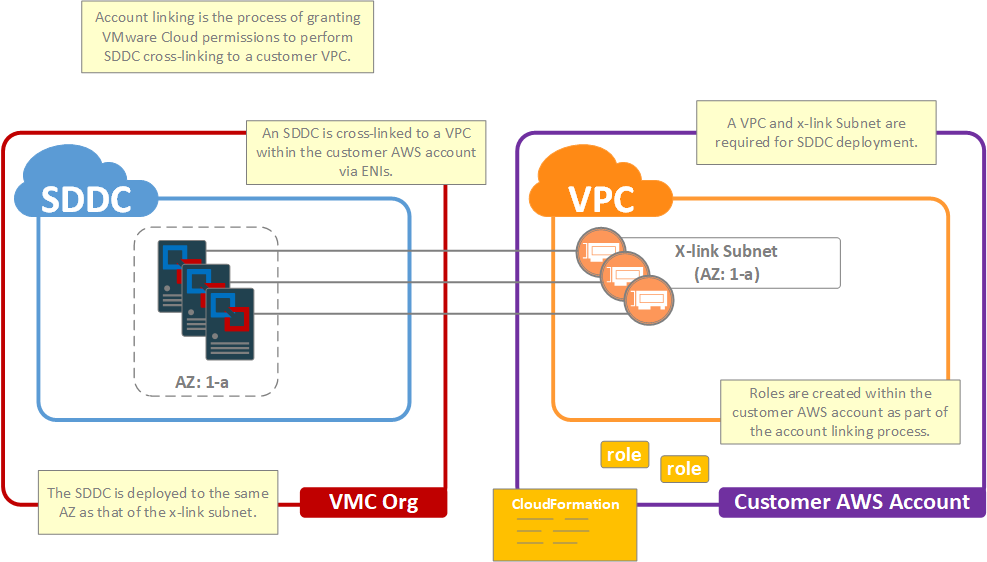 Account linking is the process of granting
VMware Cloud permissions to perform
SDDC cross-linking to a customer VPC.
An SDDC is cross-linked to a VPC
within the customer AWS account
via ENIs.
A VPC and x-link Subnet are
required for SDDC deployment.
SDDC
VPC
X-link Subnet
(AZ: 1-a)
AZ: 1-a
Roles are created within the
customer AWS account as part of
the account linking process.
role
role
The SDDC is deployed to the same
AZ as that of the x-link subnet.
VMC Org
CloudFormation
Customer AWS Account